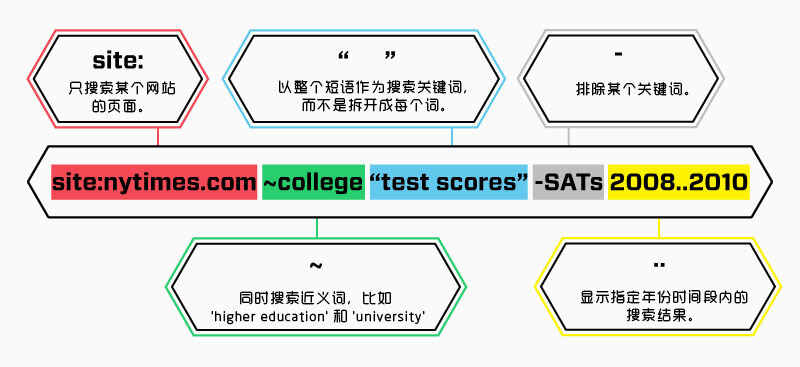 site:
只搜索某个网站
的页面。
“ ”
以整个短语作为搜索关键词,
而不是拆开成每个词。
-
排除某个关键词。
site:nytimes.com ~college “test scores” -SATs 2008..2010
~
同时搜索近义词，比如
'higher education' 和 'university'
..
显示指定年份时间段内的
搜索结果。